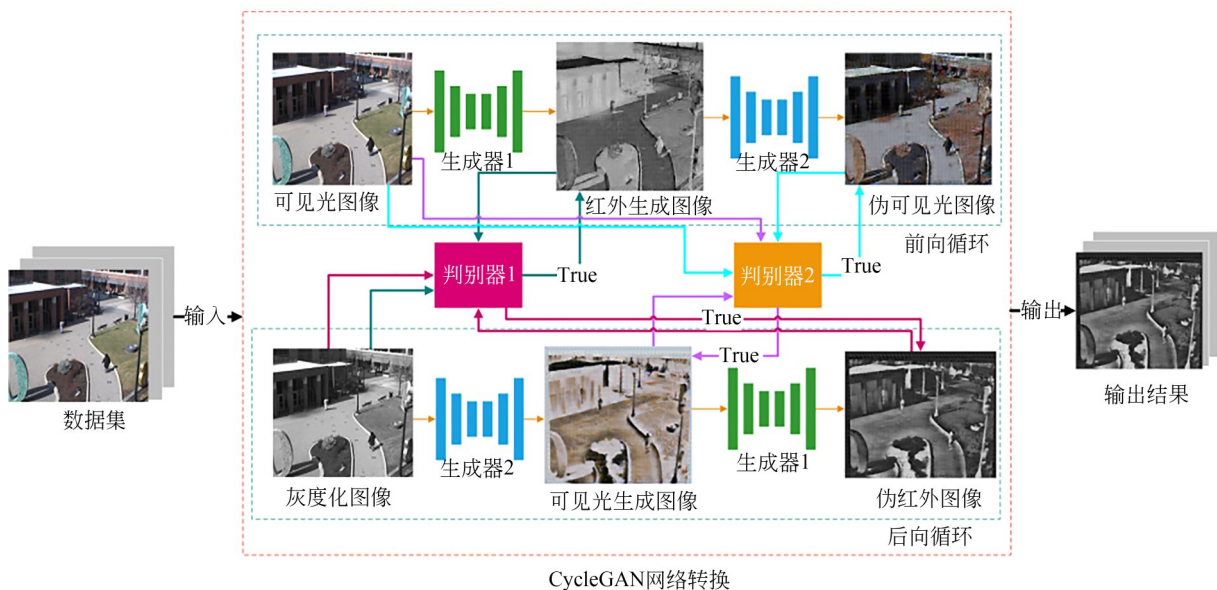 生成器1
生成器2
可见光图像
红外生成图像
伪可见光图像
前向循环
判别器1
True
判别器2
True
输入
输出
True
True
数据集
输出结果
生成器2
生成器1
灰度化图像
可见光生成图像
伪红外图像
后向循环
CycleGAN网络转换